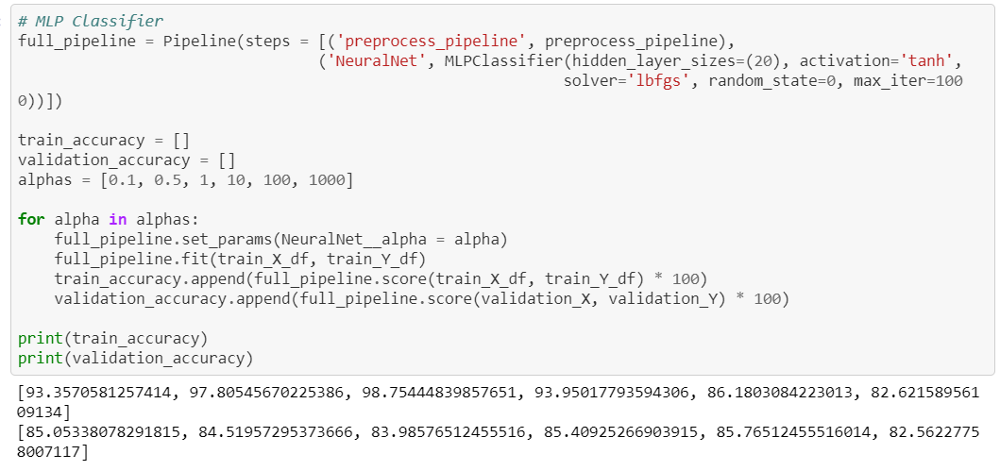 # MLP Classifier
full_pipeline = Pipeline(steps = [('preprocess_pipeline', preprocess_pipeline),
                                 ('NeuralNet', MLPClassifier(hidden_layer_sizes=(20), activation='tanh',
                                                            solver='lbfgs', random_state=0, max_iter=100
0))])

train_accuracy = []
validation_accuracy = []
alphas = [0.1, 0.5, 1, 10, 100, 1000]

for alpha in alphas:
    full_pipeline.set_params(NeuralNet__alpha = alpha)
    full_pipeline.fit(train_X_df, train_Y_df)
    train_accuracy.append(full_pipeline.score(train_X_df, train_Y_df) * 100)
    validation_accuracy.append(full_pipeline.score(validation_X, validation_Y) * 100)

print(train_accuracy)
print(validation_accuracy)
[93.3570581257414, 97.80545670225386, 98.75444839857651, 93.95017793594306, 86.1803084223013, 82.621589561
09134]
[85.05338078291815, 84.51957295373666, 83.98576512455516, 85.40925266903915, 85.76512455516014, 82.5622775
8007117]